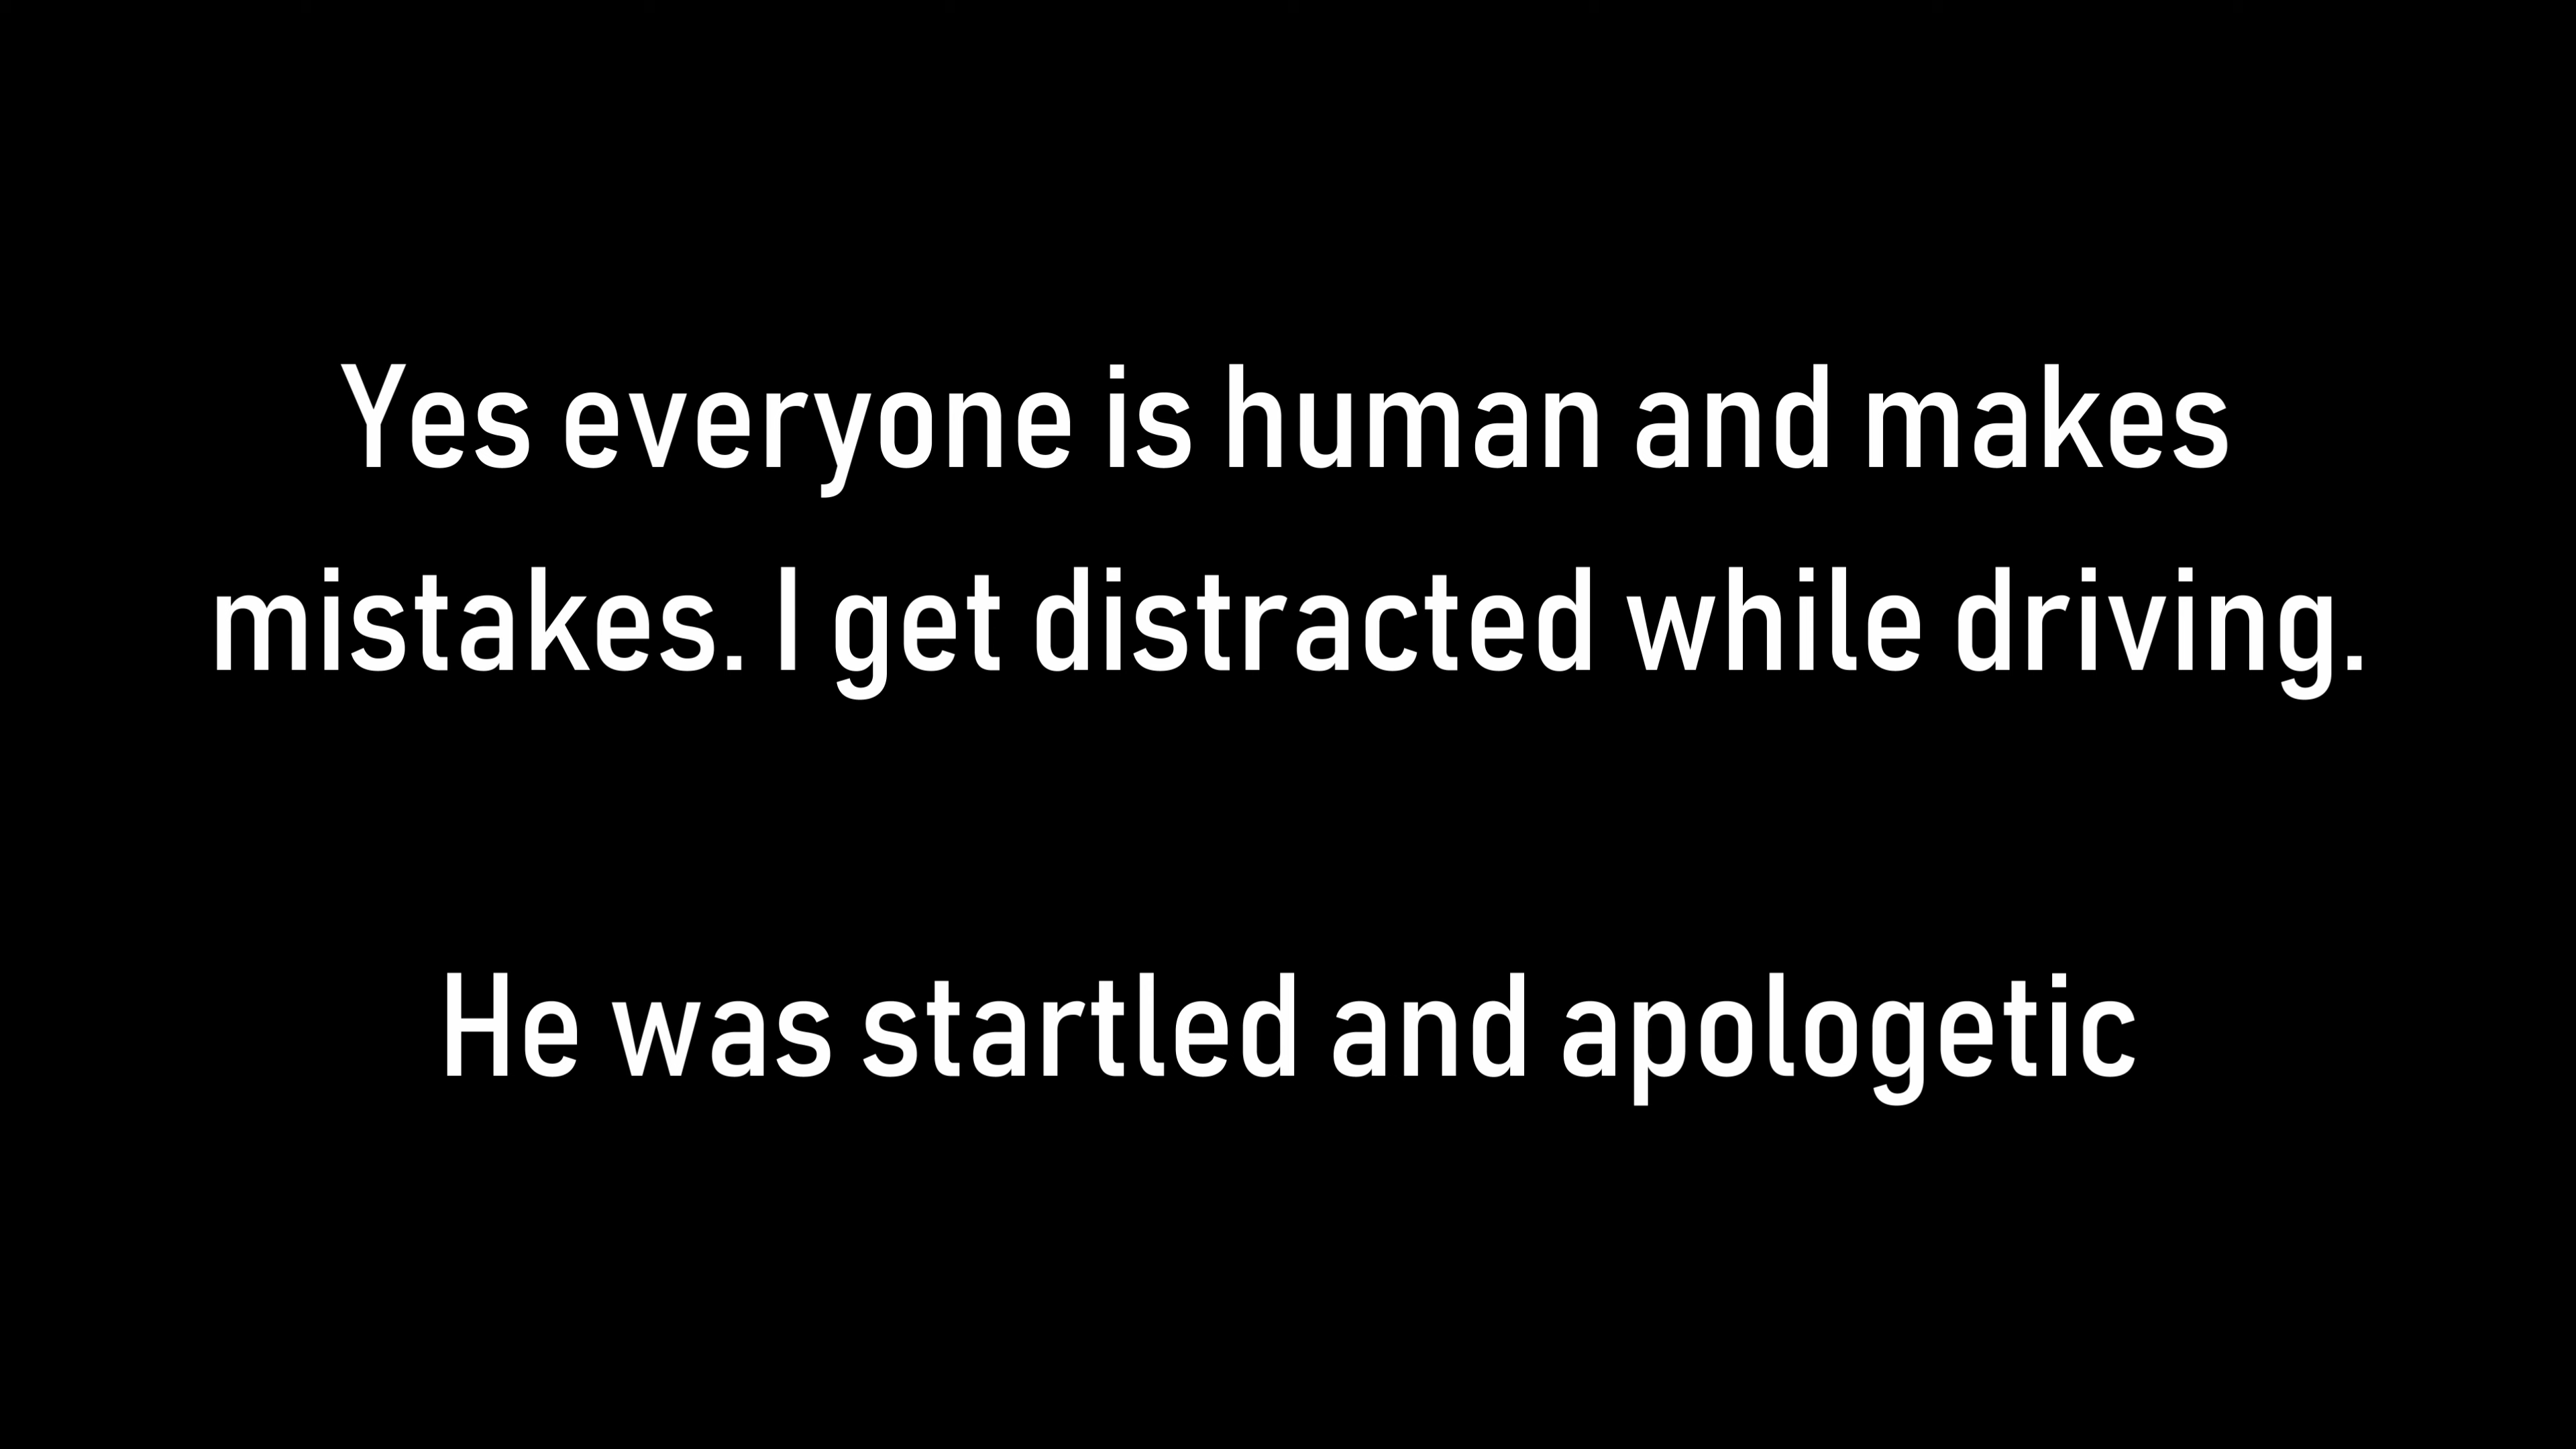 Yes everyone is human and makes
mistakes. I get distracted while driving.
He was startled and apologetic